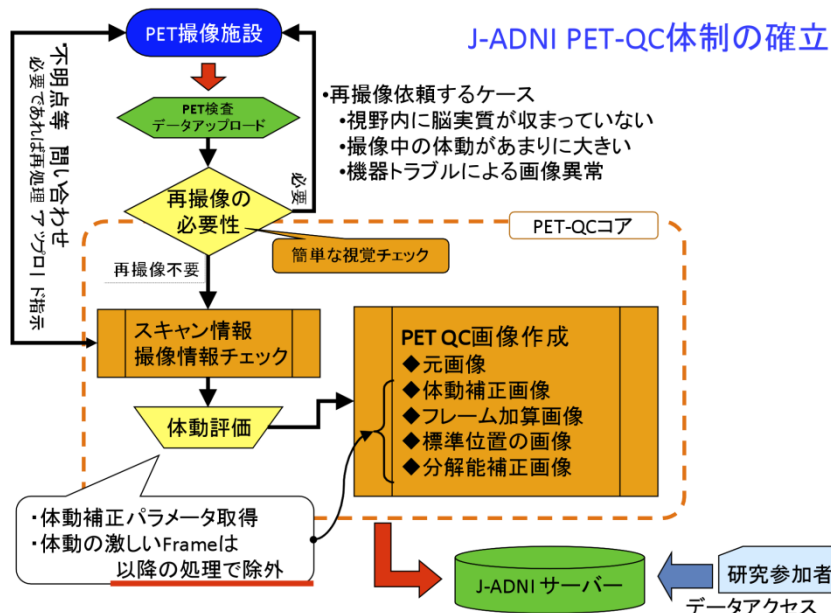 J-ADNI PET-QC体制の確立
PET撮像施設
PET検査
データアップロード
・再撮像依頼するケース
・視野内に脳実質が収まっていない
・撮像中の体動があまりに大きい
・機器トラブルによる画像異常
不明点等 問い合わせ
必要であれば再処理 アップロード指示
必要
再撮像の
必要性
PET-QCコア
簡単な視覚チェック
再撮像不要
スキャン情報
撮像情報チェック
PET QC画像作成
◆元画像
◆体動補正画像
◆フレーム加算画像
◆標準位置の画像
◆分解能補正画像
体動評価
・体動補正パラメータ取得
・体動の激しいFrameは
以降の処理で除外
J-ADNI サーバー
研究参加者
データアクセス